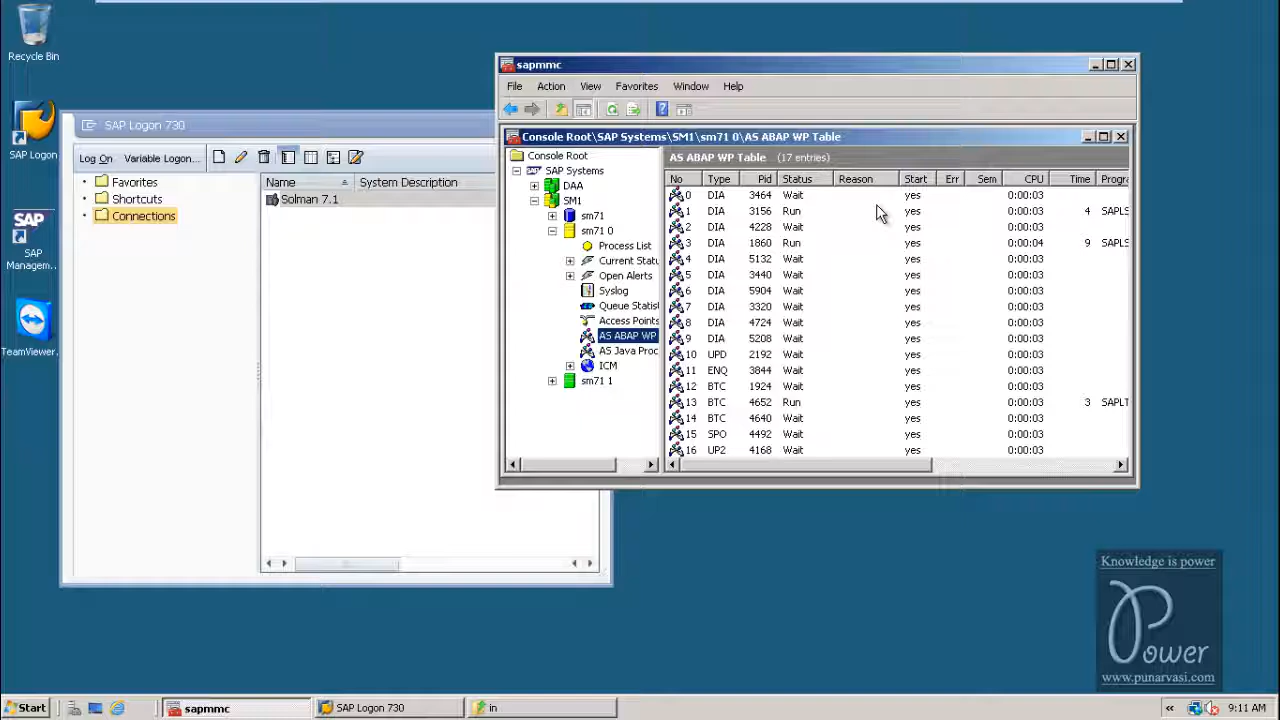 Recycle Bin
SAP Logon
SAP
Manageme...
TeamViewer...
SAP Logon 730
Log On Variable Logon...
Favorites
Shortcuts
Connections
Name System Description
Solman 7.1
sapmmc
File Action View Favorites Window Help
Console Root\SAP Systems\SM1\sm71 0\AS ABAP WP Table
Console Root
SAP Systems
DAA
SM1
sm71
sm71 0
Process List
Current Statu
Open Alerts
Syslog
Queue Statist
Access Points
AS ABAP WP
AS Java Proc
ICM
sm71 1
AS ABAP WP Table (17 entries)
No Type Pid Status Reason Start Err Sem CPU Time Progra
0 DIA 3464 Wait yes 0:00:03
1 DIA 3156 Run yes 0:00:03 4 SAPLS
2 DIA 4228 Wait yes 0:00:03
3 DIA 1860 Run yes 0:00:04 9 SAPLS
4 DIA 5132 Wait yes 0:00:03
5 DIA 3440 Wait yes 0:00:03
6 DIA 5904 Wait yes 0:00:03
7 DIA 3320 Wait yes 0:00:03
8 DIA 4724 Wait yes 0:00:03
9 DIA 5208 Wait yes 0:00:03
10 UPD 2192 Wait yes 0:00:03
11 ENQ 3844 Wait yes 0:00:03
12 BTC 1924 Wait yes 0:00:03
13 BTC 4652 Run yes 0:00:03 3 SAPLT
14 BTC 4640 Wait yes 0:00:03
15 SPO 4492 Wait yes 0:00:03
16 UP2 4168 Wait yes 0:00:03
Knowledge is power
Power
www.punarvasi.com
Start sapmmc SAP Logon 730 in « 9:11 AM